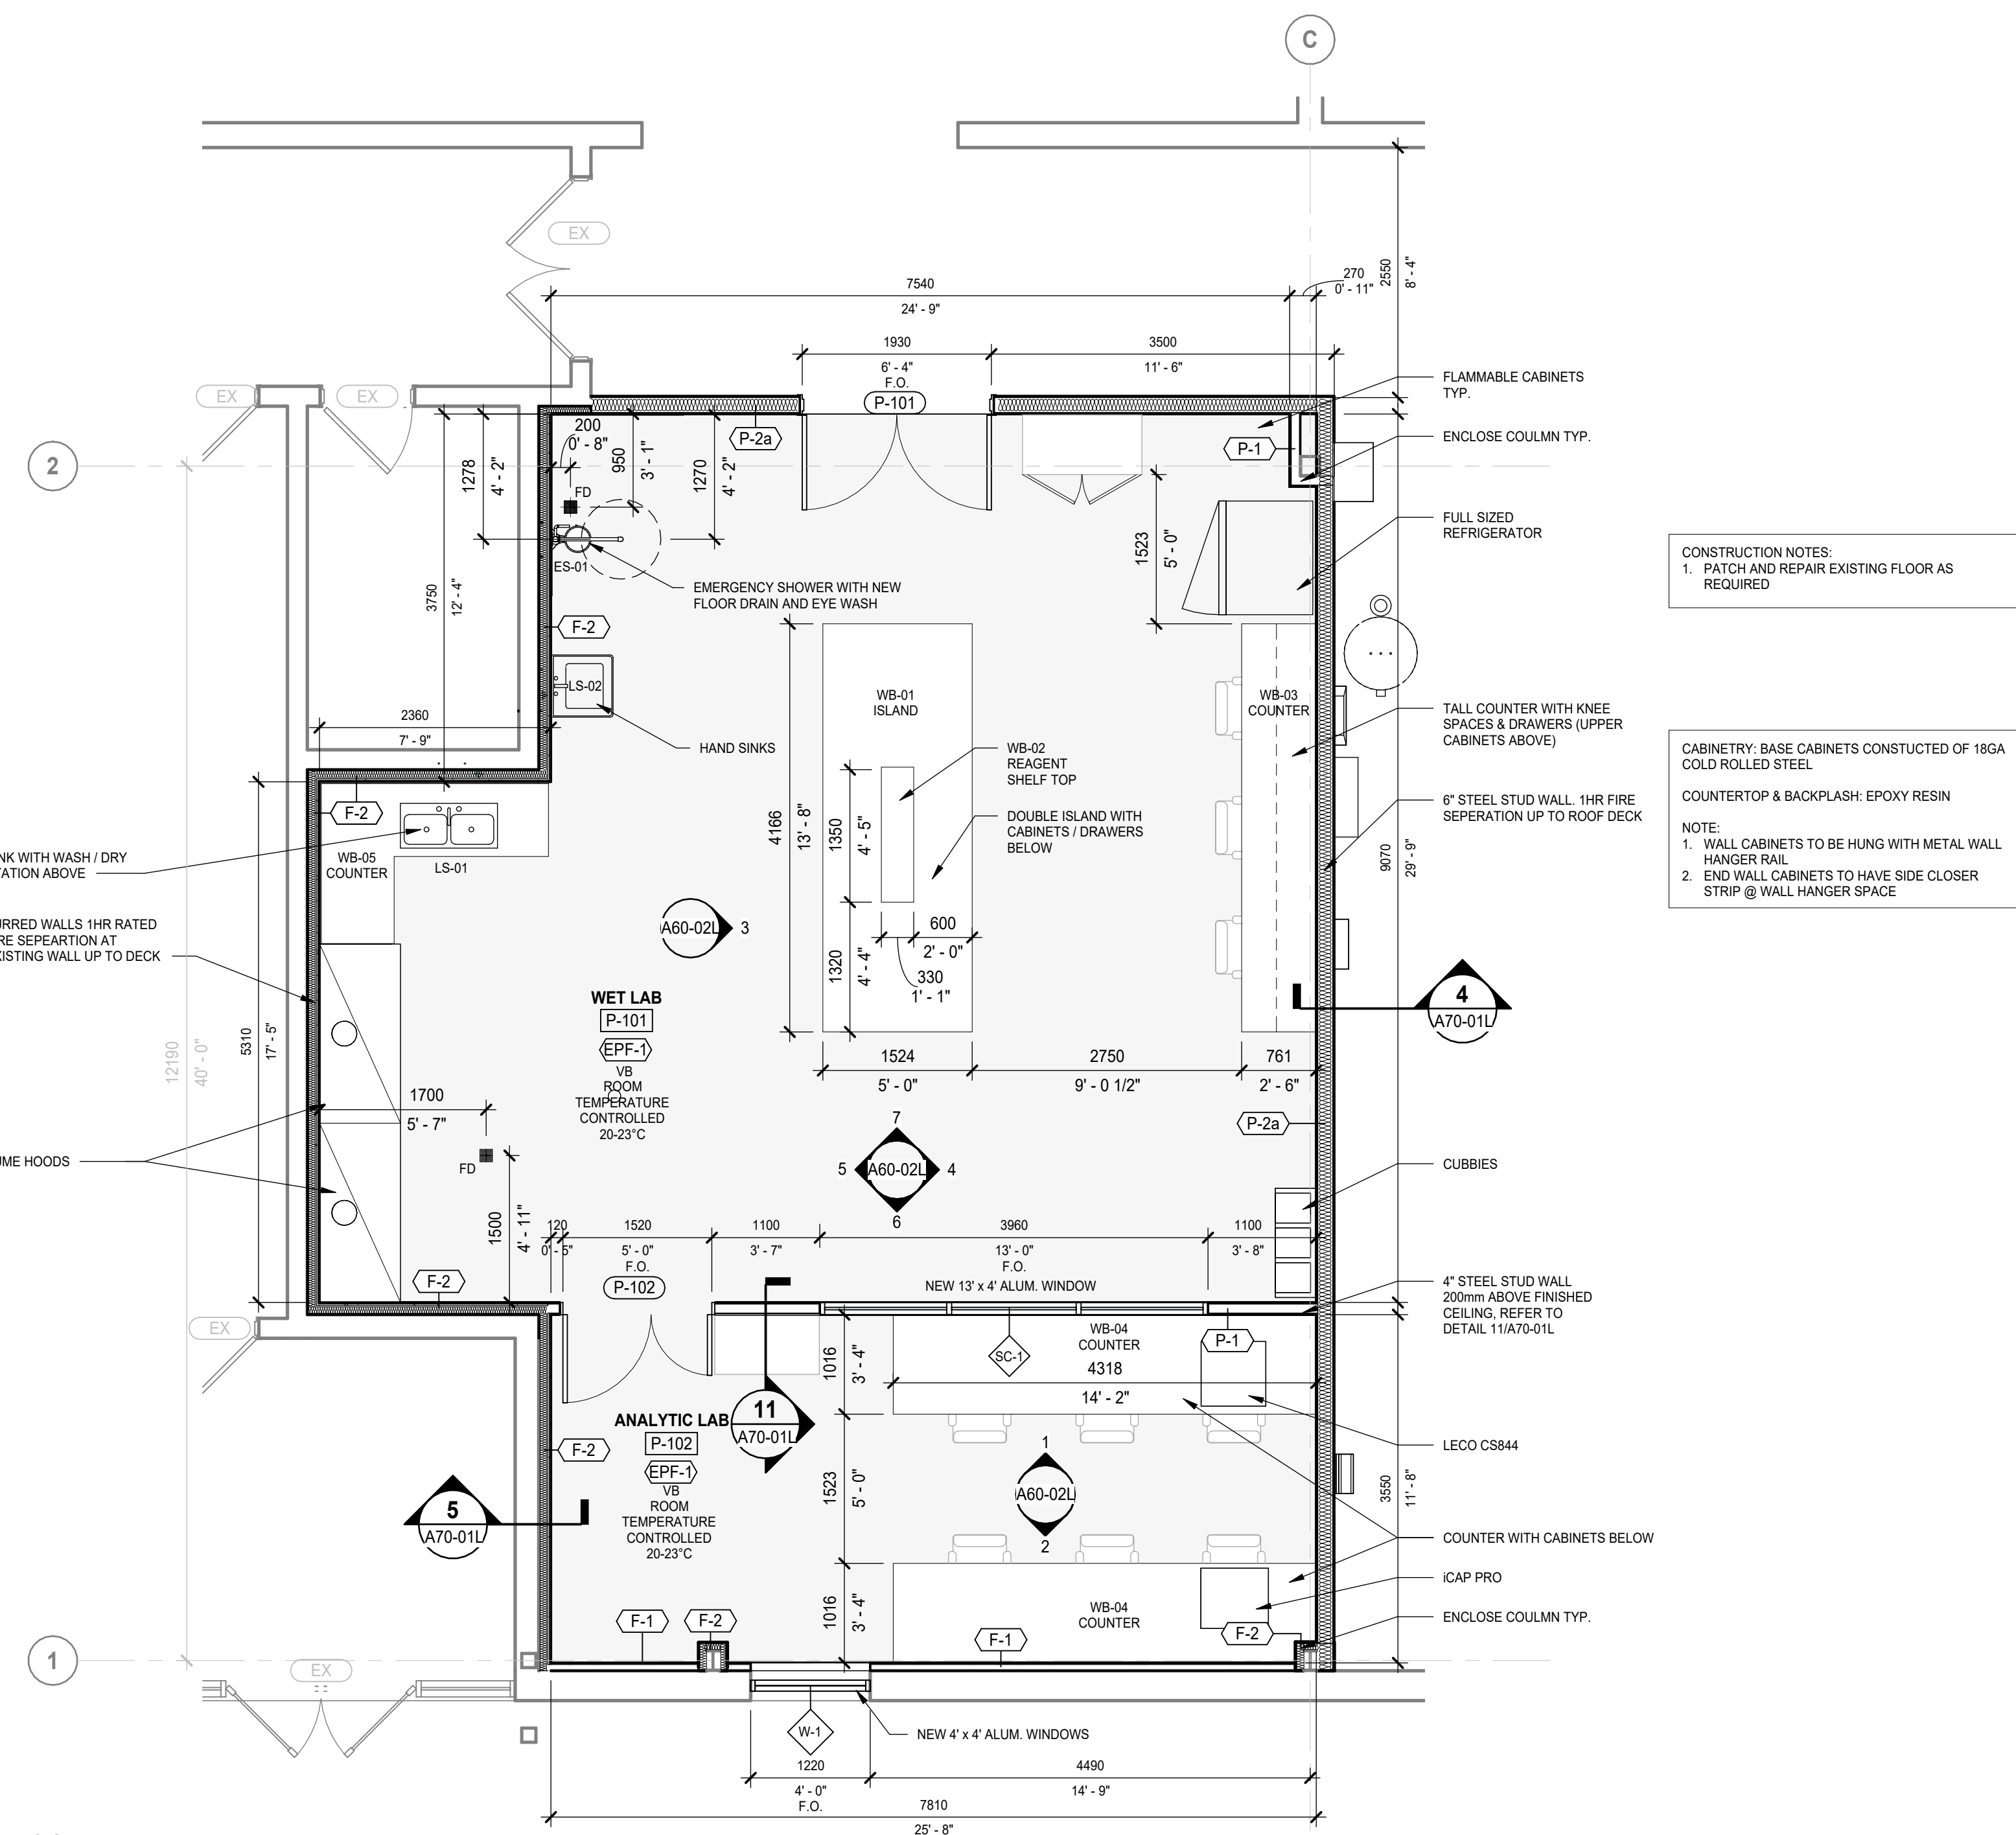 C
EX
2550
8' - 4"
270
0' - 11"
7540
24' - 9"
1930
6' - 4"
F.O.
P-101
3500
11' - 6"
FLAMMABLE CABINETS
TYP.
EX
EX
P-2a
P-1
ENCLOSE COULMN TYP.
2
1278
4' - 2"
200
0' - 8"
950
3' - 1"
1270
4' - 2"
FD
ES-01
1523
5' - 0"
FULL SIZED
REFRIGERATOR
CONSTRUCTION NOTES:
1. PATCH AND REPAIR EXISTING FLOOR AS
REQUIRED
EMERGENCY SHOWER WITH NEW
FLOOR DRAIN AND EYE WASH
3750
12' - 4"
F-2
LS-02
WB-01
ISLAND
WB-03
COUNTER
TALL COUNTER WITH KNEE
SPACES & DRAWERS (UPPER
CABINETS ABOVE)
2360
7' - 9"
HAND SINKS
WB-02
REAGENT
SHELF TOP
CABINETRY: BASE CABINETS CONSTUCTED OF 18GA
COLD ROLLED STEEL
COUNTERTOP & BACKPLASH: EPOXY RESIN
NOTE:
1. WALL CABINETS TO BE HUNG WITH METAL WALL
HANGER RAIL
2. END WALL CABINETS TO HAVE SIDE CLOSER
STRIP @ WALL HANGER SPACE
F-2
4166
13' - 8"
1350
4' - 5"
DOUBLE ISLAND WITH
CABINETS / DRAWERS
BELOW
6" STEEL STUD WALL. 1HR FIRE
SEPERATION UP TO ROOF DECK
9070
29' - 9"
NK WITH WASH / DRY
TATION ABOVE
WB-05
COUNTER
LS-01
URRED WALLS 1HR RATED
RE SEPEARTION AT
XISTING WALL UP TO DECK
A60-02L
3
1320
4' - 4"
600
2' - 0"
330
1' - 1"
WET LAB
P-101
EPF-1
VB
ROOM
TEMPERATURE
CONTROLLED
20-23°C
4
A70-01L
12190
40' - 0"
5310
17' - 5"
1524
5' - 0"
2750
9' - 0 1/2"
761
2' - 6"
1700
5' - 7"
P-2a
UME HOODS
FD
7
5
A60-02L
4
6
CUBBIES
1500
4' - 11"
120
0' - 5"
1520
5' - 0"
F.O.
P-102
1100
3' - 7"
3960
13' - 0"
F.O.
1100
3' - 8"
NEW 13' x 4' ALUM. WINDOW
F-2
EX
4" STEEL STUD WALL
200mm ABOVE FINISHED
CEILING, REFER TO
DETAIL 11/A70-01L
WB-04
COUNTER
P-1
SC-1
1016
3' - 4"
4318
14' - 2"
ANALYTIC LAB
P-102
EPF-1
VB
ROOM
TEMPERATURE
CONTROLLED
20-23°C
11
A70-01L
F-2
LECO CS844
1523
5' - 0"
1
A60-02L
2
3550
11' - 8"
5
A70-01L
COUNTER WITH CABINETS BELOW
iCAP PRO
1016
3' - 4"
WB-04
COUNTER
F-1
F-2
F-1
F-2
ENCLOSE COULMN TYP.
1
EX
W-1
NEW 4' x 4' ALUM. WINDOWS
1220
4' - 0"
F.O.
4490
14' - 9"
7810
25' - 8"